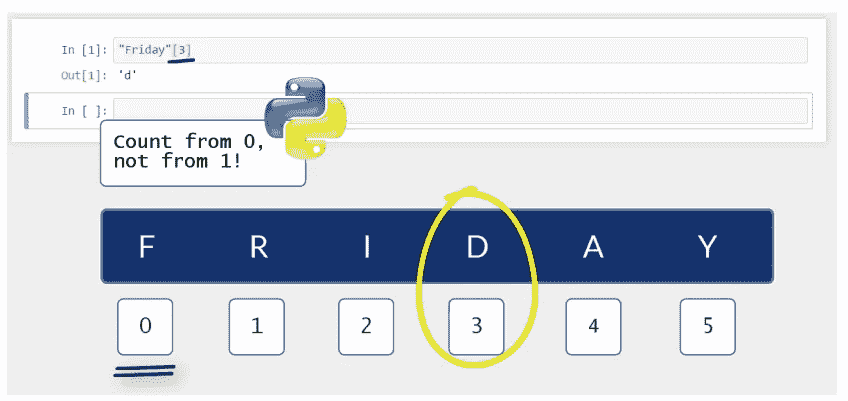 In [1]: "Friday"[3]
Out[1]: 'd'
In [ ]:
Count from 0,
not from 1!
F R I D A Y
0 1 2 3 4 5